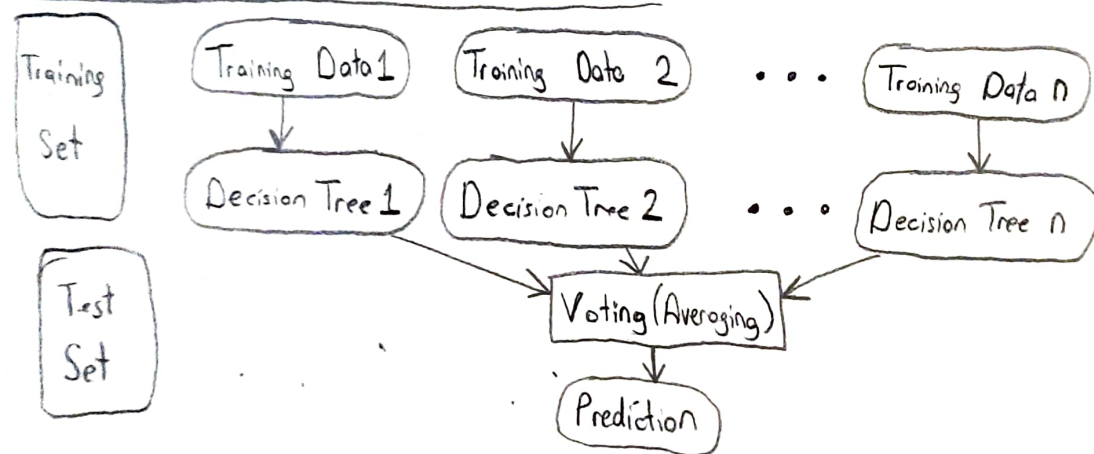 Training
Set
Training Data 1
Training Data 2
Training Data n
Decision Tree 1
Decision Tree 2
Decision Tree n
Test
Set
Voting (Averaging)
Prediction